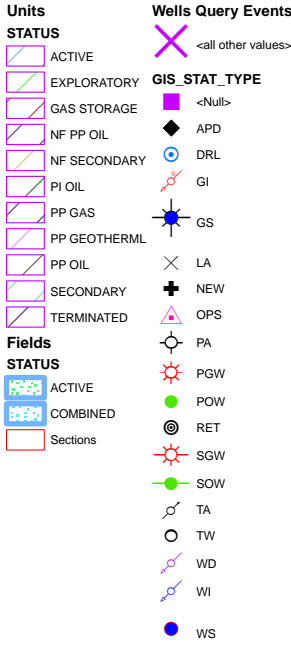 Units
STATUS
ACTIVE
EXPLORATORY
GAS STORAGE
NF PP OIL
NF SECONDARY
PI OIL
PP GAS
PP GEOTHERML
PP OIL
SECONDARY
TERMINATED
Fields
STATUS
ACTIVE
COMBINED
Sections
Wells Query Events
<all other values>
GIS_STAT_TYPE
<Null>
APD
DRL
GI
GS
LA
NEW
OPS
PA
PGW
POW
RET
SGW
SOW
TA
TW
WD
WI
WS